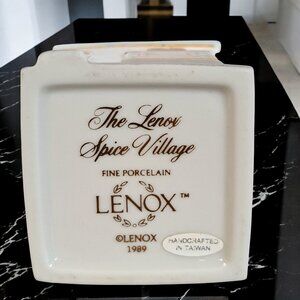 The Lenox
Spice Village
FINE PORCELAIN
LENOX™
©LENOX
1989
HANDCRAFTED
IN TAIWAN